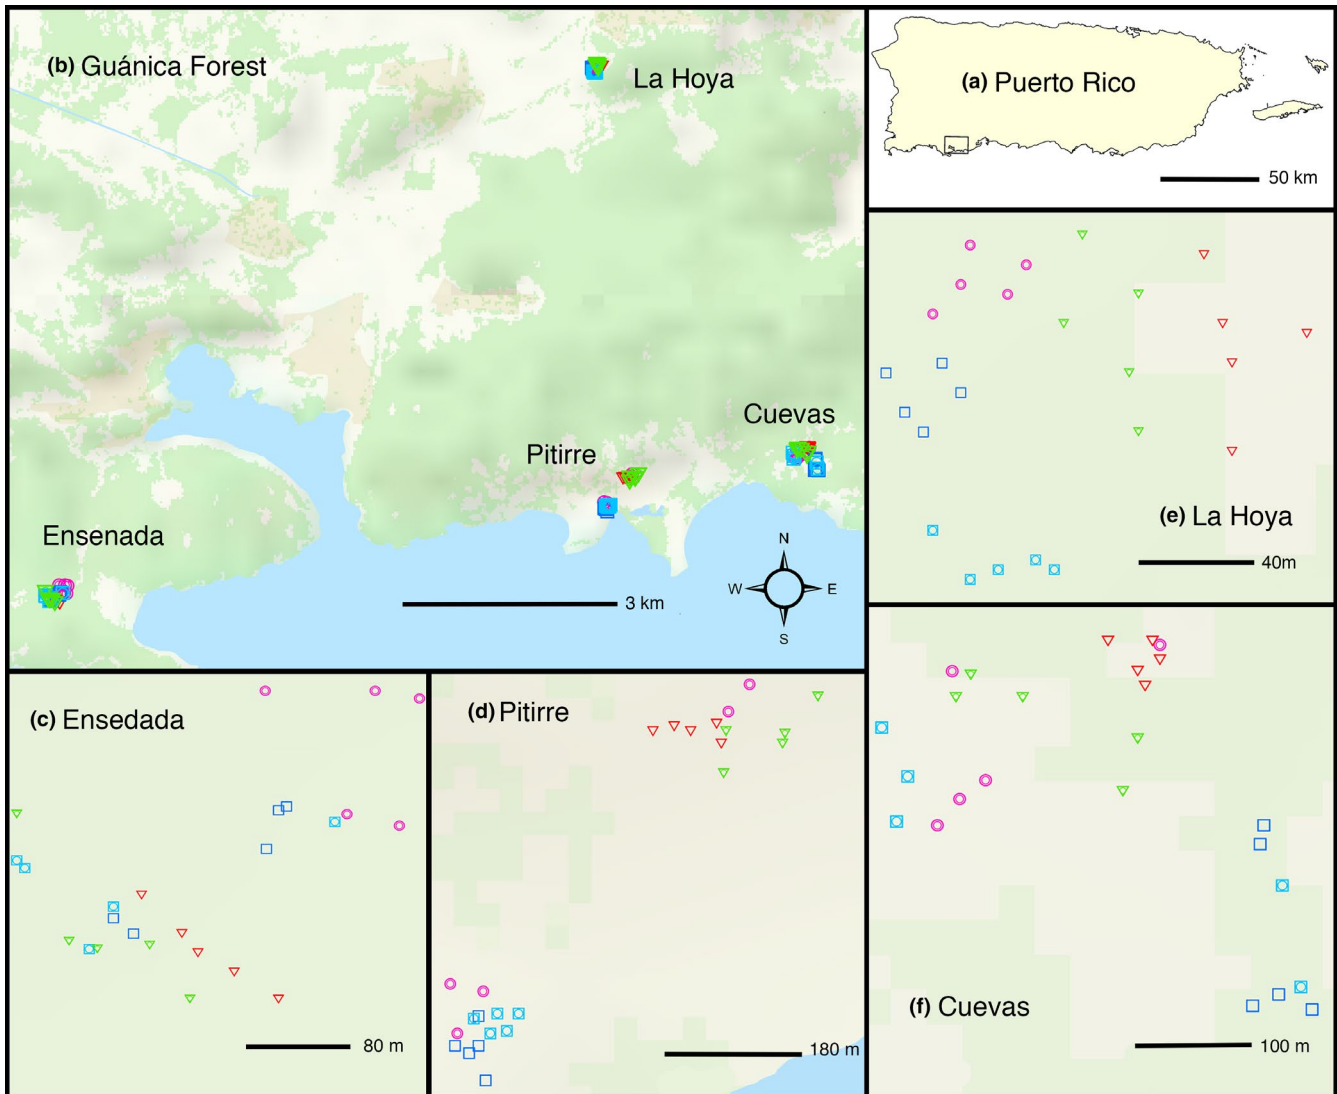 (b) Guánica Forest
La Hoya
Cuevas
Pitirre
Ensenada
N
W
E
S
3 km
(a) Puerto Rico
50 km
(e) La Hoya
40m
(c) Ensedada
80 m
(d) Pitirre
180 m
(f) Cuevas
100 m